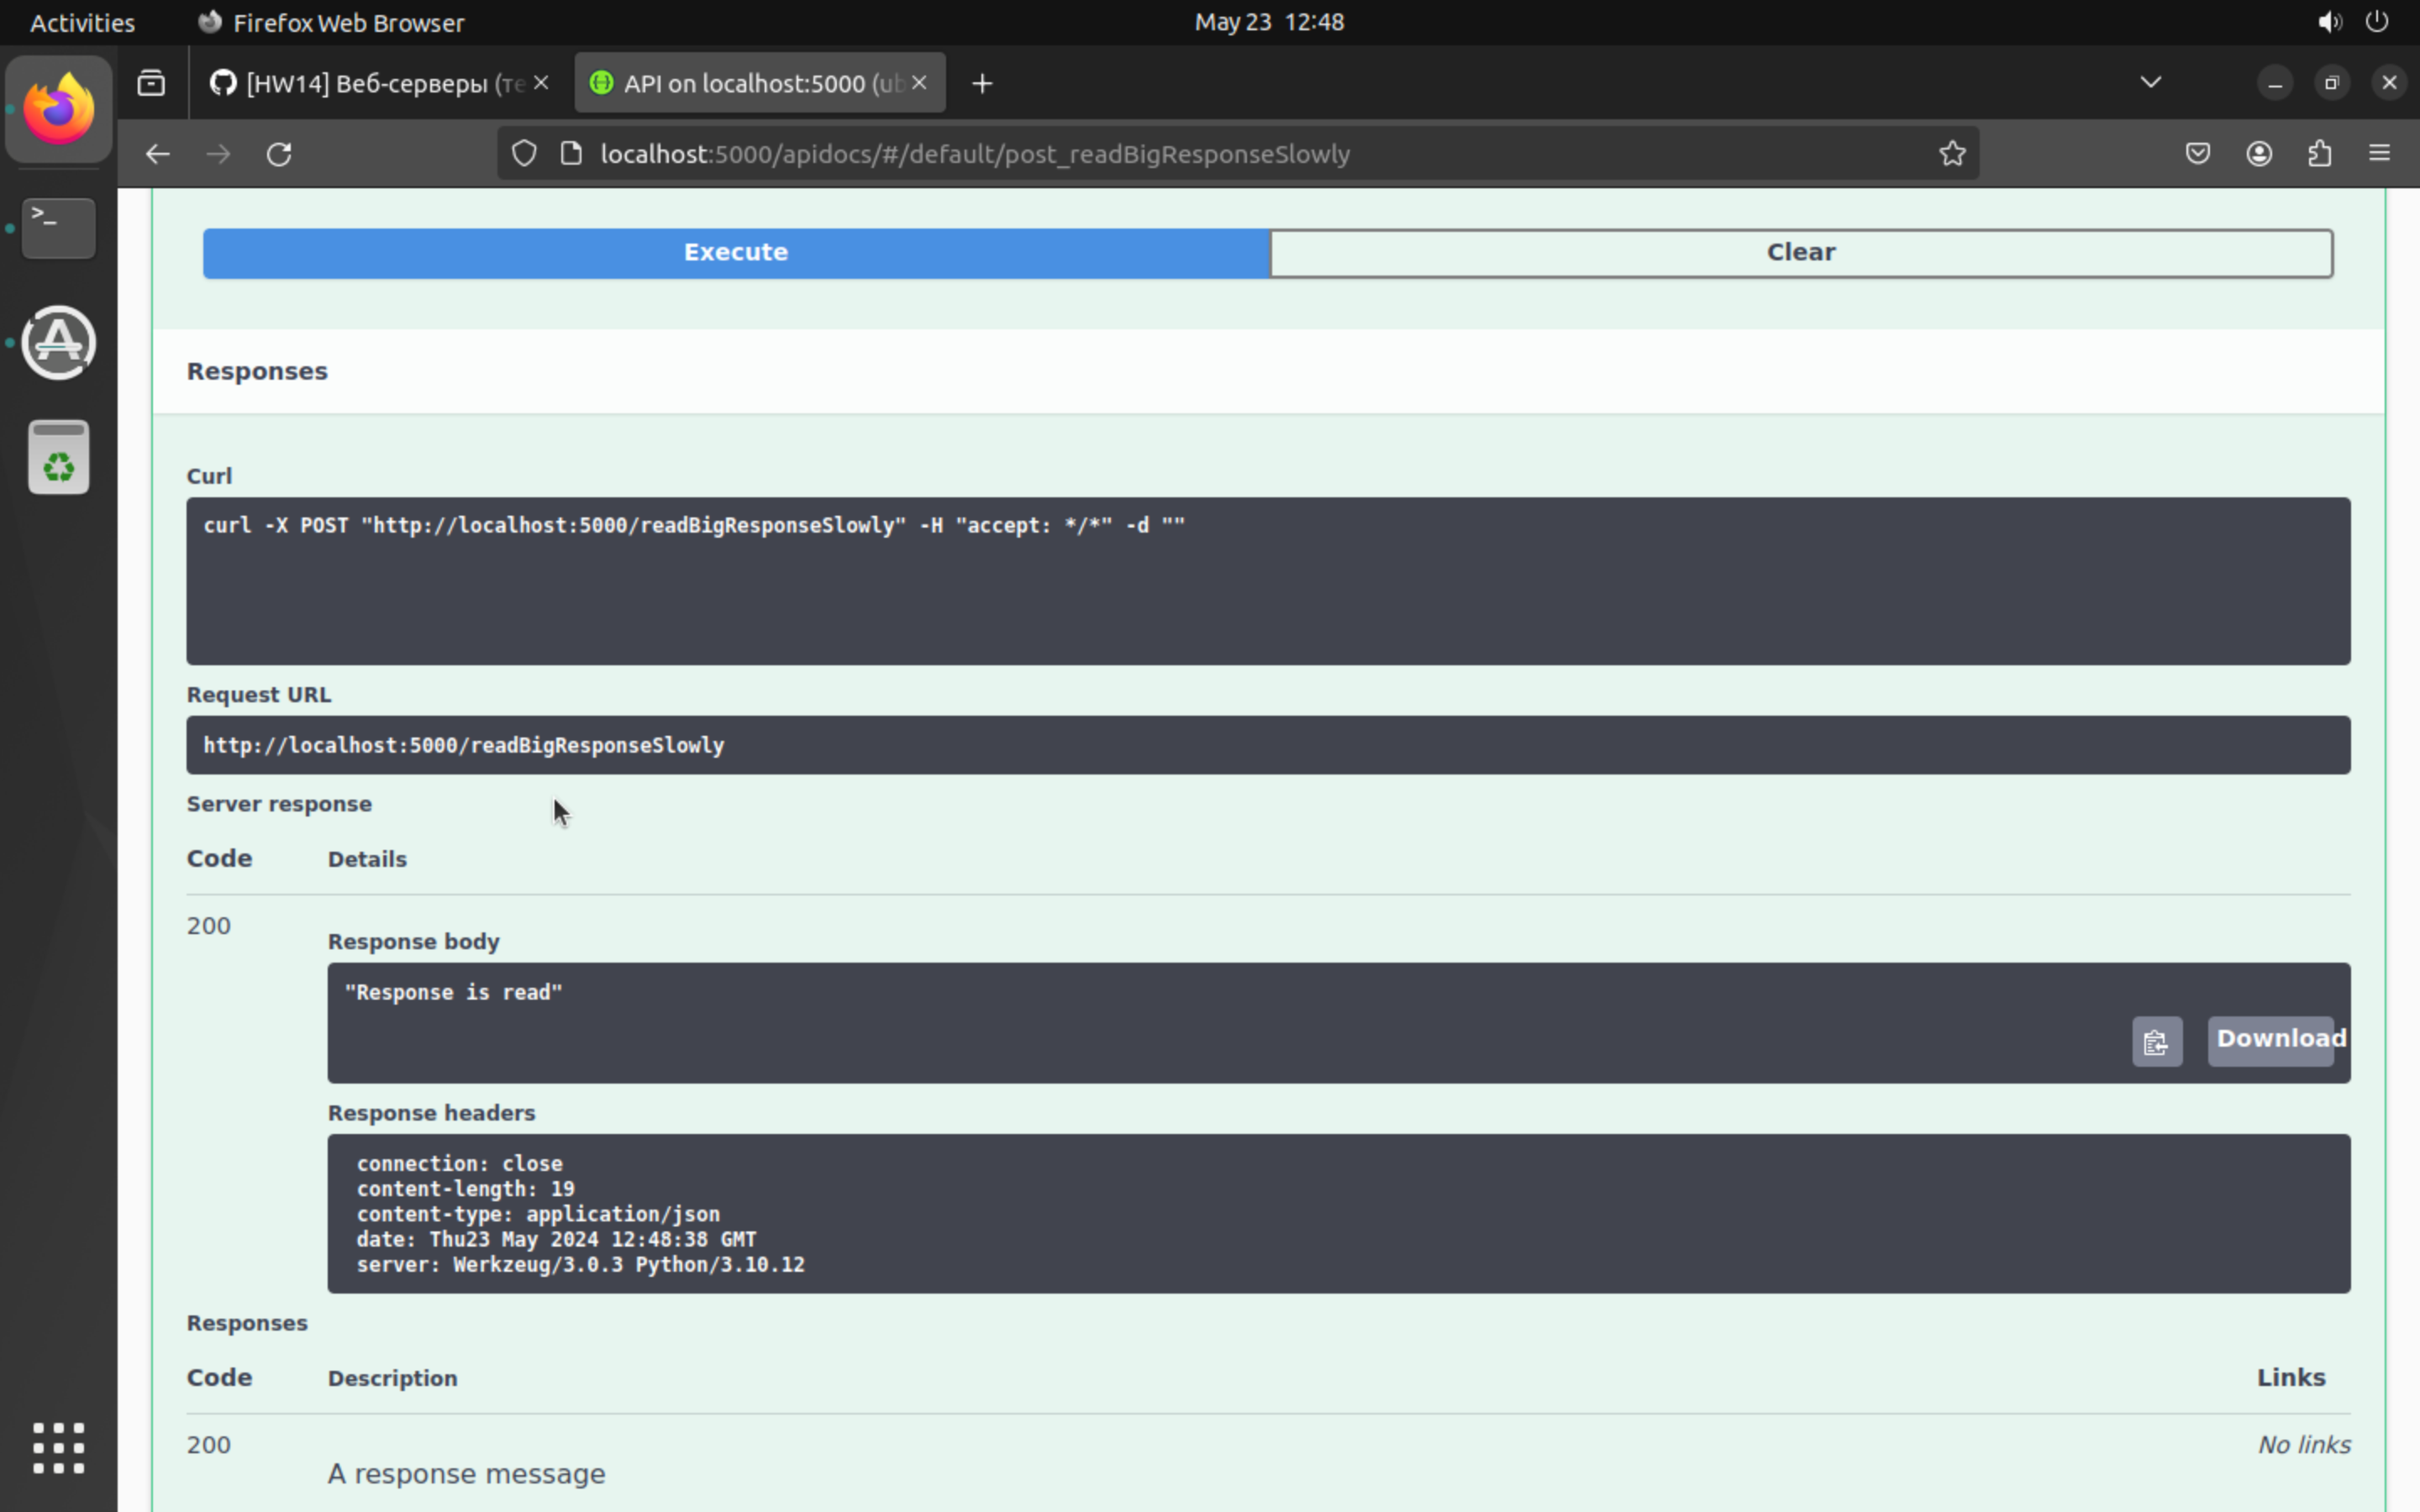 Activities
Firefox Web Browser
May 23 12:48
[HW14] Веб-серверы (те
API on localhost:5000 (ub
localhost:5000/apidocs/#/default/post_readBigResponseSlowly
Execute
Clear
Responses
Curl
curl -X POST "http://localhost:5000/readBigResponseSlowly" -H "accept: */*" -d ""
Request URL
http://localhost:5000/readBigResponseSlowly
Server response
Code
Details
200
Response body
"Response is read"
Download
Response headers
connection: close
content-length: 19
content-type: application/json
date: Thu23 May 2024 12:48:38 GMT
server: Werkzeug/3.0.3 Python/3.10.12
Responses
Code
Description
Links
200
No links
A response message